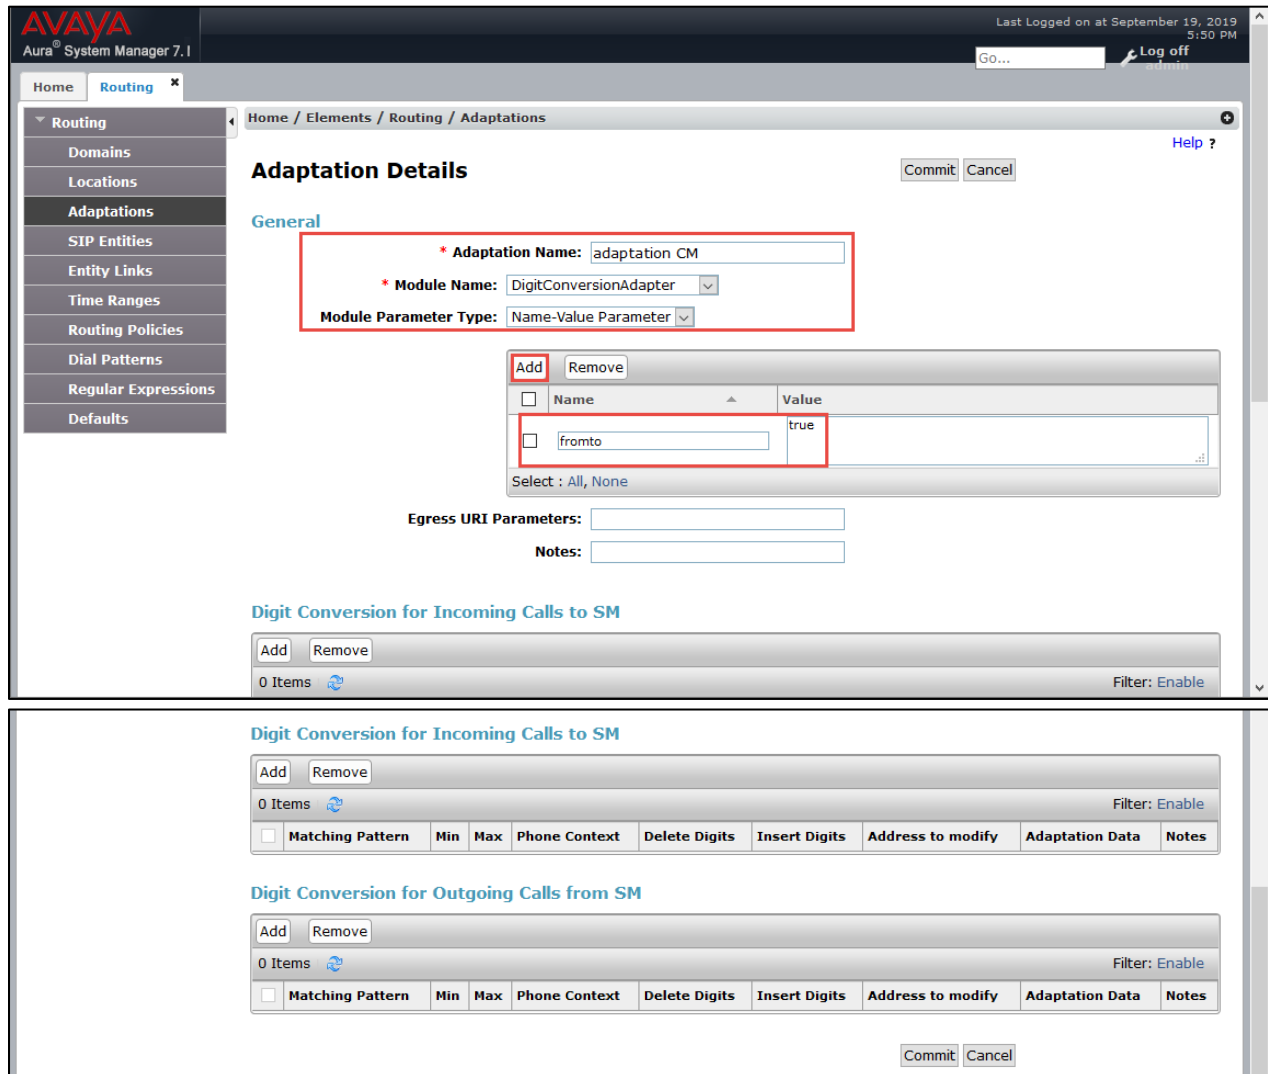 AVAYA
Aura® System Manager 7.1
Last Logged on at September 19, 2019
5:50 PM
Go...
Log off
admin
Home
Routing ✖
Routing
Domains
Locations
Adaptations
SIP Entities
Entity Links
Time Ranges
Routing Policies
Dial Patterns
Regular Expressions
Defaults
Home / Elements / Routing / Adaptations
Help ?
Adaptation Details
Commit Cancel
General
* Adaptation Name: adaptation CM
* Module Name: DigitConversionAdapter
Module Parameter Type: Name-Value Parameter
Add Remove
Name Value
fromto true
Select : All, None
Egress URI Parameters:
Notes:
Digit Conversion for Incoming Calls to SM
Add Remove
0 Items Filter: Enable
Digit Conversion for Incoming Calls to SM
Add Remove
0 Items Filter: Enable
Matching Pattern Min Max Phone Context Delete Digits Insert Digits Address to modify Adaptation Data Notes
Digit Conversion for Outgoing Calls from SM
Add Remove
0 Items Filter: Enable
Matching Pattern Min Max Phone Context Delete Digits Insert Digits Address to modify Adaptation Data Notes
Commit Cancel